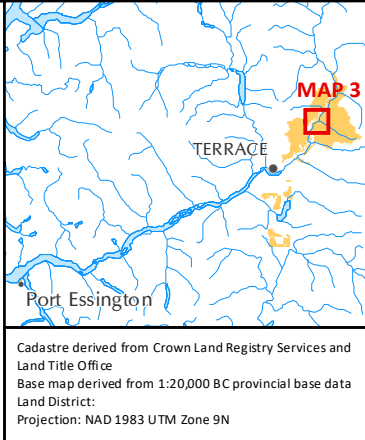 MAP 3
TERRACE
Port Essington
Cadastre derived from Crown Land Registry Services and
Land Title Office
Base map derived from 1:20,000 BC provincial base data
Land District:
Projection: NAD 1983 UTM Zone 9N